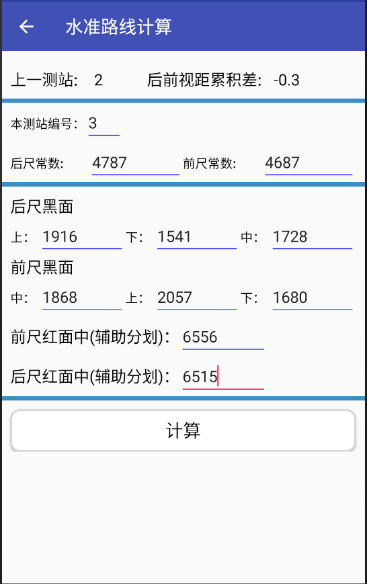 水准路线计算
上一测站: 2 后前视距累积差: -0.3
本测站编号: 3
后尺常数: 4787 前尺常数: 4687
后尺黑面
上: 1916 下: 1541 中: 1728
前尺黑面
中: 1868 上: 2057 下: 1680
前尺红面中(辅助分划): 6556
后尺红面中(辅助分划): 6515
计算